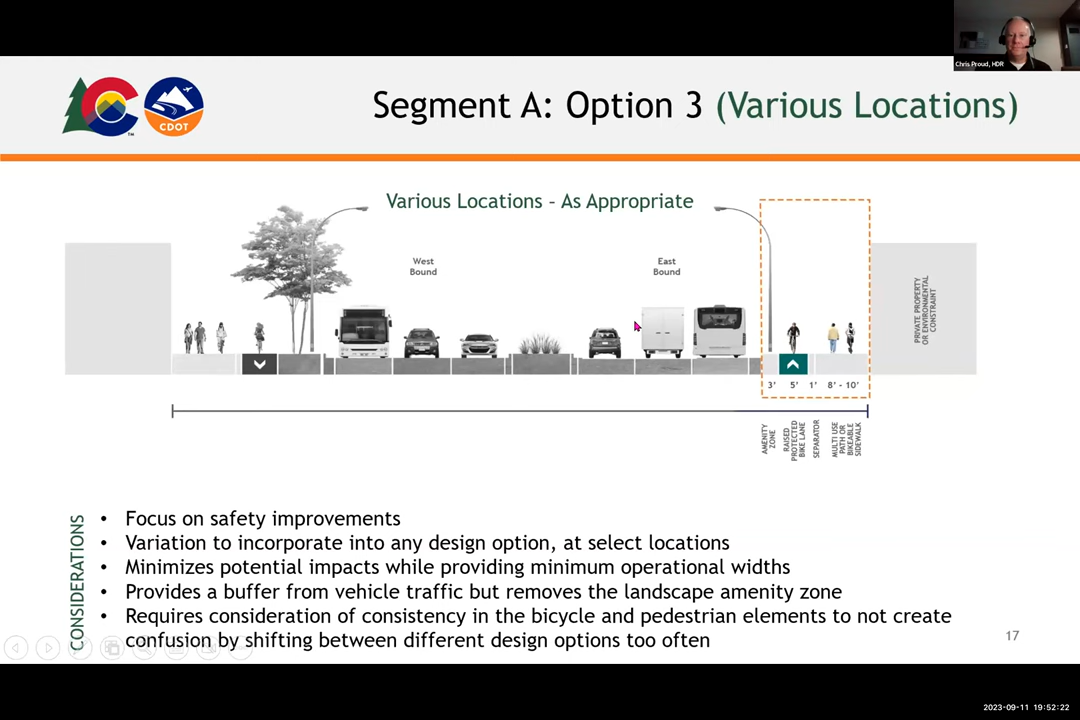 Chris Proud, HDR
CDOT
TM
Segment A: Option 3 (Various Locations)
Various Locations – As Appropriate
West
Bound
East
Bound
PRIVATE PROPERTY
OR ENVIRONMENTAL
CONSTRAINT
3' 5' 1' 8' - 10'
AMENITY
ZONE
RAISED
PROTECTED
BIKE LANE
SEPARATOR
MULTI USE
PATH OR
BIKEABLE
SIDEWALK
CONSIDERATIONS
• Focus on safety improvements
• Variation to incorporate into any design option, at select locations
• Minimizes potential impacts while providing minimum operational widths
• Provides a buffer from vehicle traffic but removes the landscape amenity zone
• Requires consideration of consistency in the bicycle and pedestrian elements to not create
confusion by shifting between different design options too often
17
2023-09-11 19:52:22